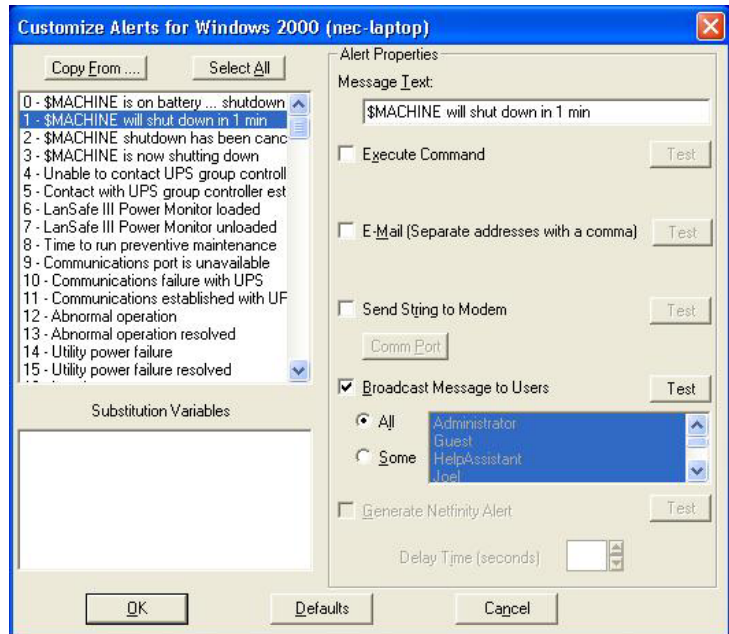 Customize Alerts for Windows 2000 (nec-laptop)
Copy From ....
Select All
0 - $MACHINE is on battery ... shutdown
1 - $MACHINE will shut down in 1 min
2 - $MACHINE shutdown has been canc
3 - $MACHINE is now shutting down
4 - Unable to contact UPS group controll
5 - Contact with UPS group controller est
6 - LanSafe III Power Monitor loaded
7 - LanSafe III Power Monitor unloaded
8 - Time to run preventive maintenance
9 - Communications port is unavailable
10 - Communications failure with UPS
11 - Communications established with UF
12 - Abnormal operation
13 - Abnormal operation resolved
14 - Utility power failure
15 - Utility power failure resolved
Substitution Variables
Alert Properties
Message Text:
$MACHINE will shut down in 1 min
Execute Command
Test
E-Mail (Separate addresses with a comma)
Test
Send String to Modem
Test
Comm Port
Broadcast Message to Users
Test
All
Some
Administrator
Guest
HelpAssistant
Joel
Generate Netfinity Alert
Test
Delay Time (seconds)
OK
Defaults
Cancel